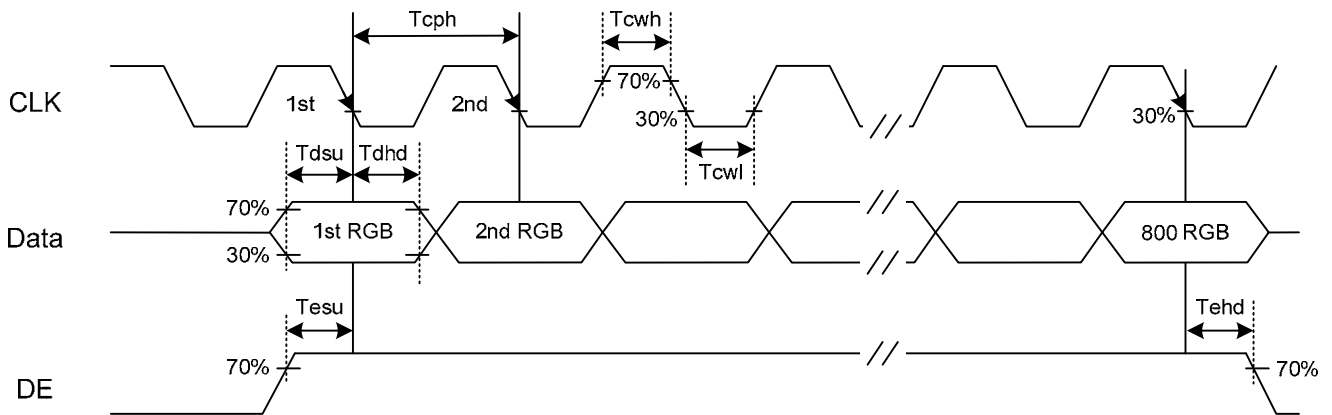 Tcph
Tcwh
CLK
1st
2nd
70%
30%
30%
Tdsu
Tdhd
Tcwl
70%
Data
1st RGB
2nd RGB
800 RGB
30%
Tesu
Tehd
70%
70%
DE